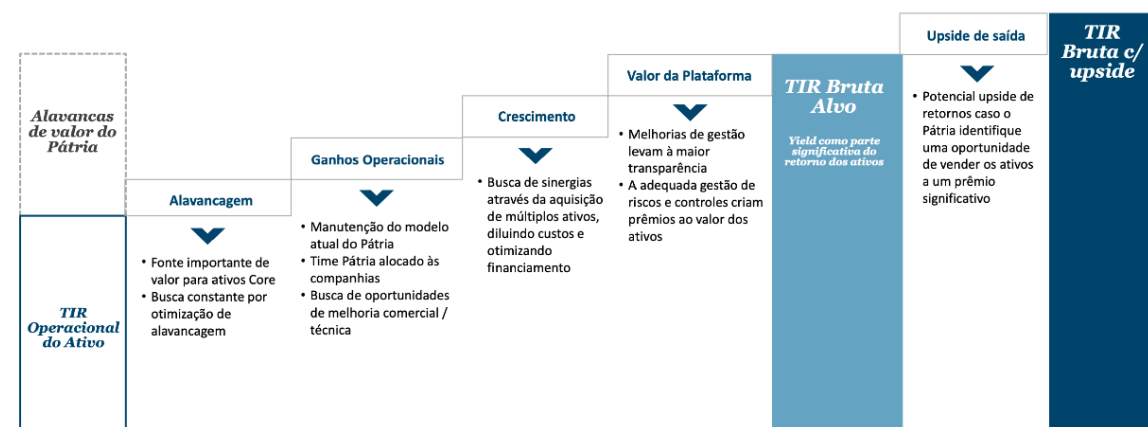 Alavancas
de valor do
Pátria
TIR
Operacional
do Ativo
Alavancagem
• Fonte importante de
valor para ativos Core
• Busca constante por
otimização de
alavancagem
Ganhos Operacionais
• Manutenção do modelo
atual do Pátria
• Time Pátria alocado às
companhias
• Busca de oportunidades
de melhoria comercial /
técnica
Crescimento
• Busca de sinergias
através da aquisição
de múltiplos ativos,
diluindo custos e
otimizando
financiamento
Valor da Plataforma
• Melhorias de gestão
levam à maior
transparência
• A adequada gestão de
riscos e controles criam
prêmios ao valor dos
ativos
TIR Bruta
Alvo
Yield como parte
significativa do
retorno dos ativos
Upside de saída
• Potencial upside de
retornos caso o
Pátria identifique
uma oportunidade
de vender os ativos
a um prêmio
significativo
TIR
Bruta c/
upside